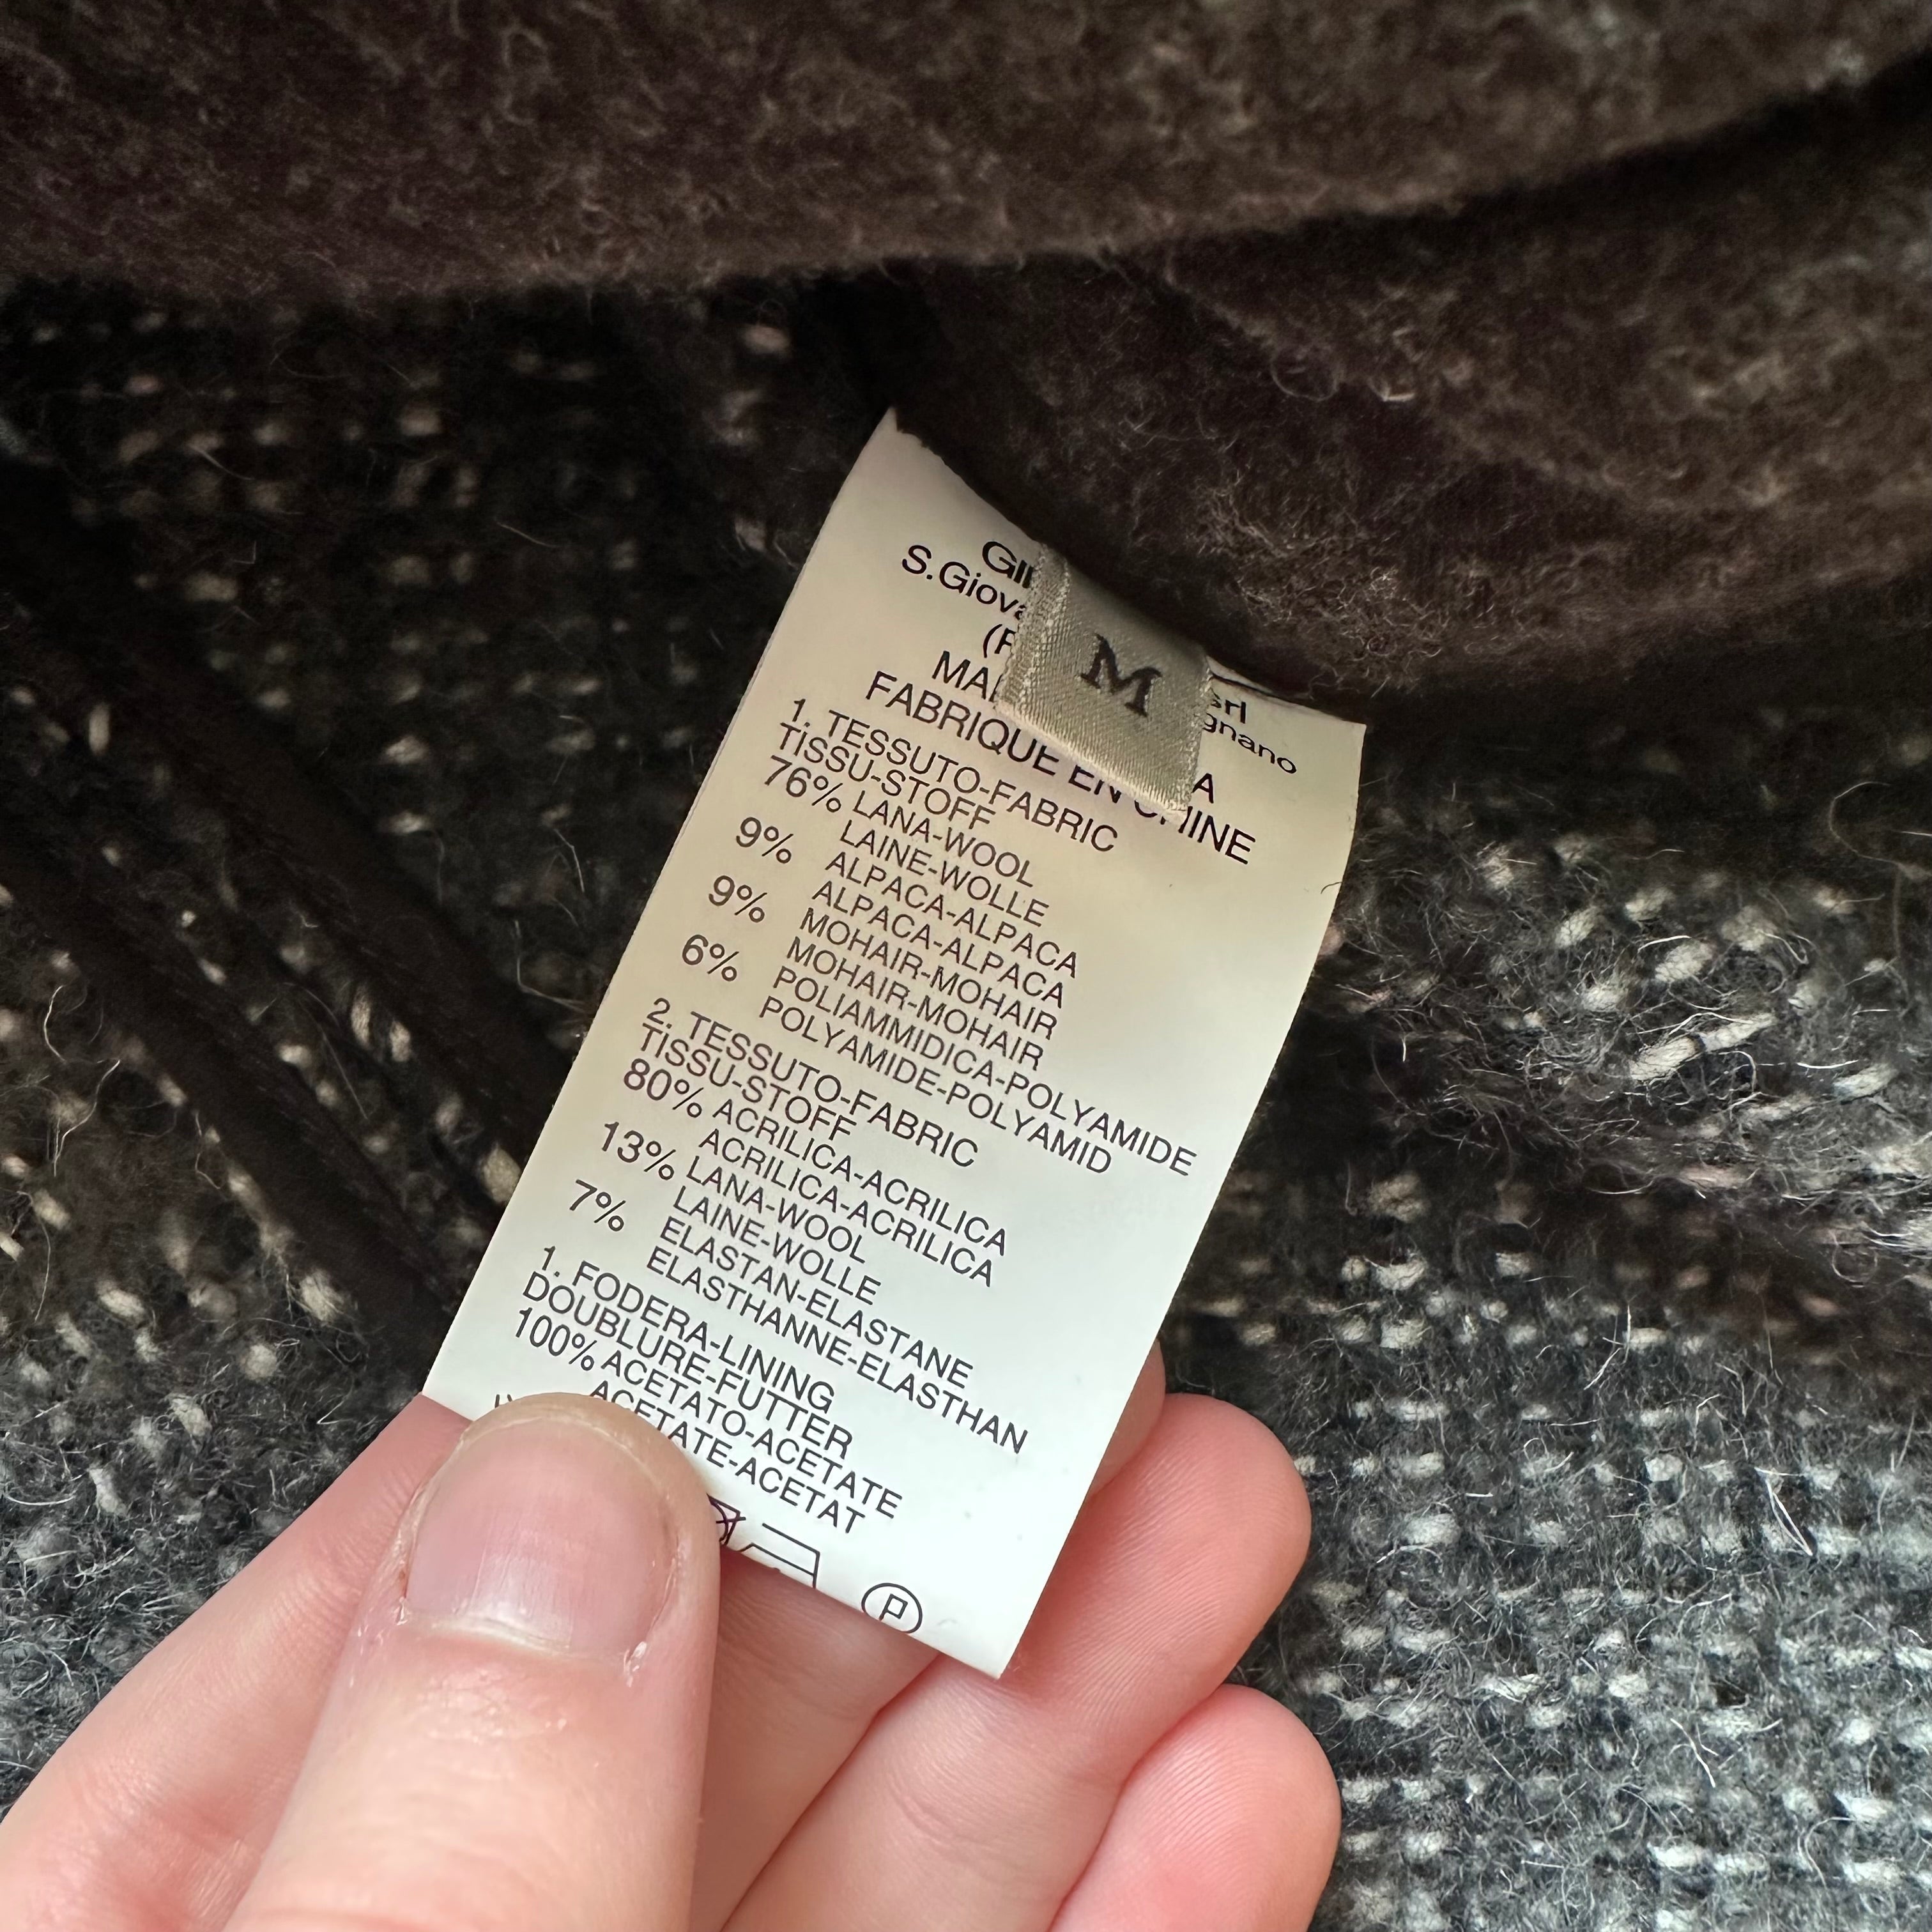 M
srl
FABRIQUE EN CHINE
1. TESSUTO-FABRIC
TISSU-STOFF
76% LANA-WOOL
LAINE-WOLLE
9% ALPACA-ALPACA
ALPACA-ALPACA
9% MOHAIR-MOHAIR
MOHAIR-MOHAIR
6% POLIAMMIDICA-POLYAMIDE
POLYAMIDE-POLYAMID
2. TESSUTO-FABRIC
TISSU-STOFF
80% ACRILICA-ACRILICA
ACRILICA-ACRILICA
13% LANA-WOOL
LAINE-WOLLE
7% ELASTAN-ELASTANE
ELASTHANNE-ELASTHAN
1. FODERA-LINING
DOUBLURE-FUTTER
100% ACETATO-ACETATE
ACETATE-ACETAT
P